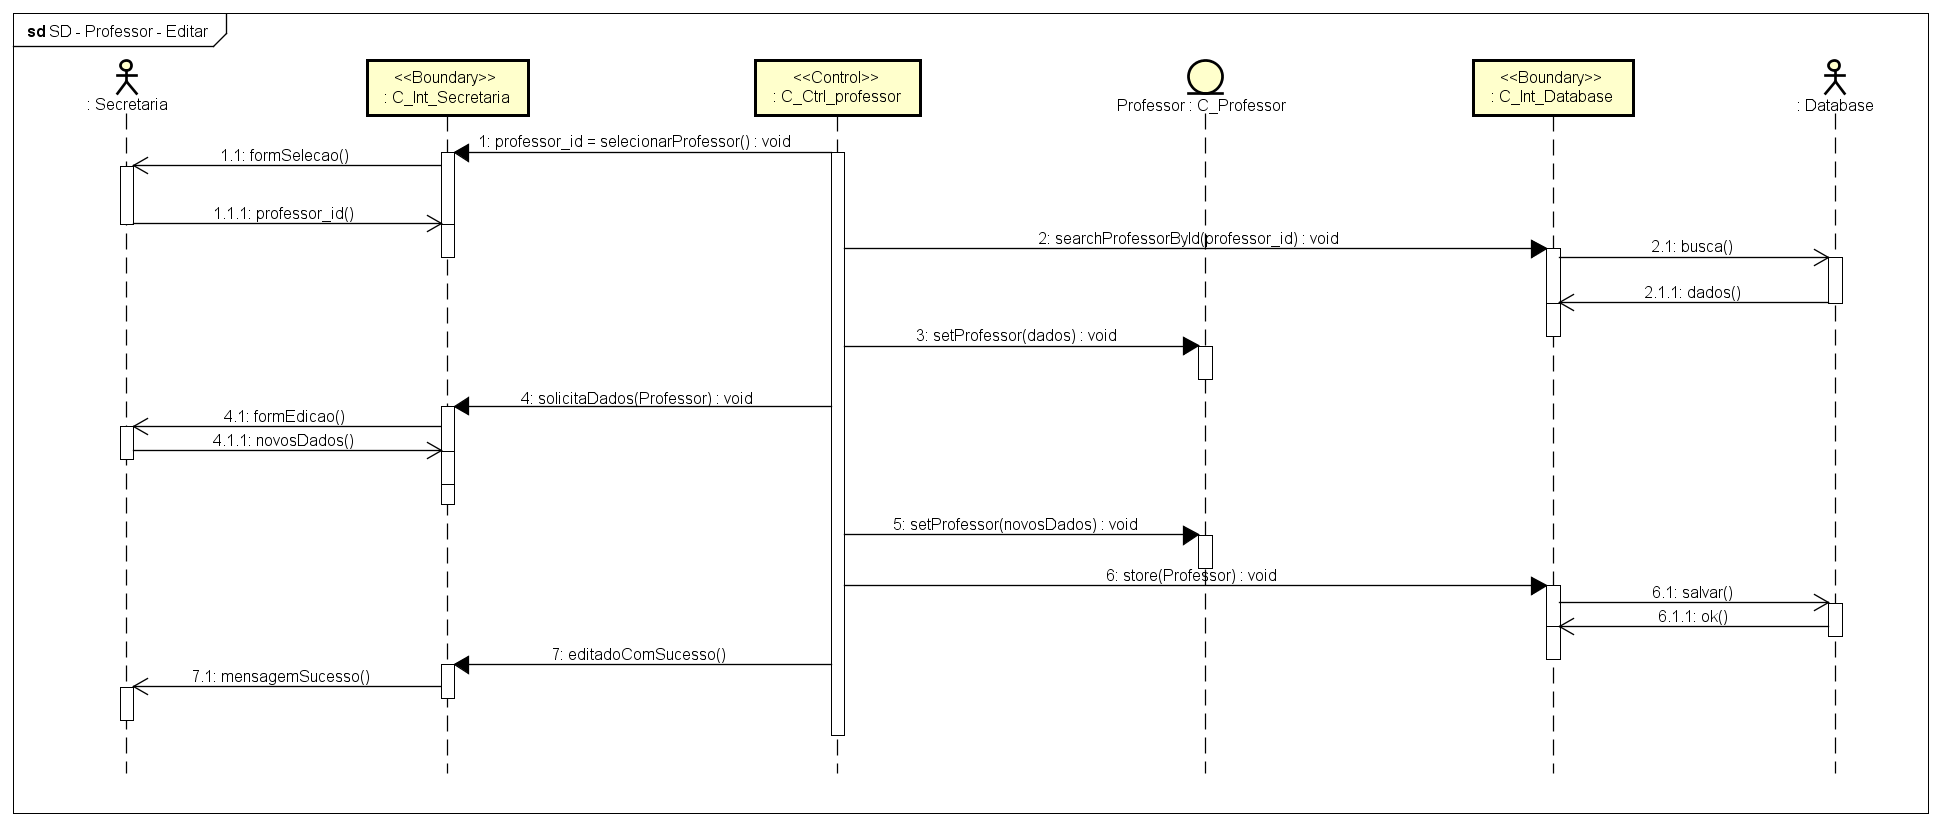 sd SD - Professor - Editar
: Secretaria
<<Boundary>>
: C_Int_Secretaria
<<Control>>
: C_Ctrl_professor
Professor : C_Professor
<<Boundary>>
: C_Int_Database
: Database
1: professor_id = selecionarProfessor() : void
1.1: formSelecao()
1.1.1: professor_id()
2: searchProfessorById(professor_id) : void
2.1: busca()
2.1.1: dados()
3: setProfessor(dados) : void
4: solicitaDados(Professor) : void
4.1: formEdicao()
4.1.1: novosDados()
5: setProfessor(novosDados) : void
6: store(Professor) : void
6.1: salvar()
6.1.1: ok()
7: editadoComSucesso()
7.1: mensagemSucesso()